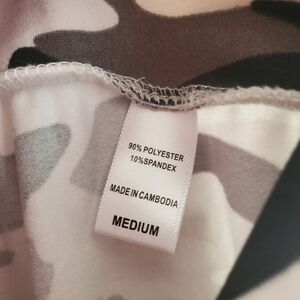 90% POLYESTER
10%SPANDEX
MADE IN CAMBODIA
MEDIUM